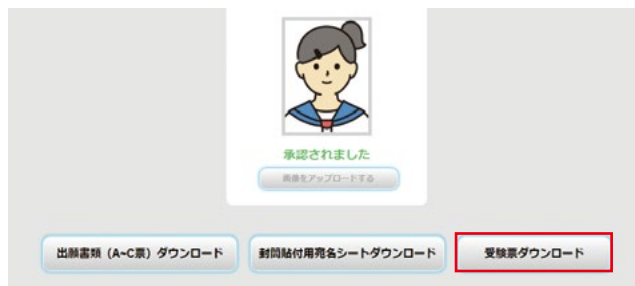 承認されました
画像をアップロードする
出願書類（A~C票）ダウンロード
封筒貼付用宛名シートダウンロード
受験票ダウンロード